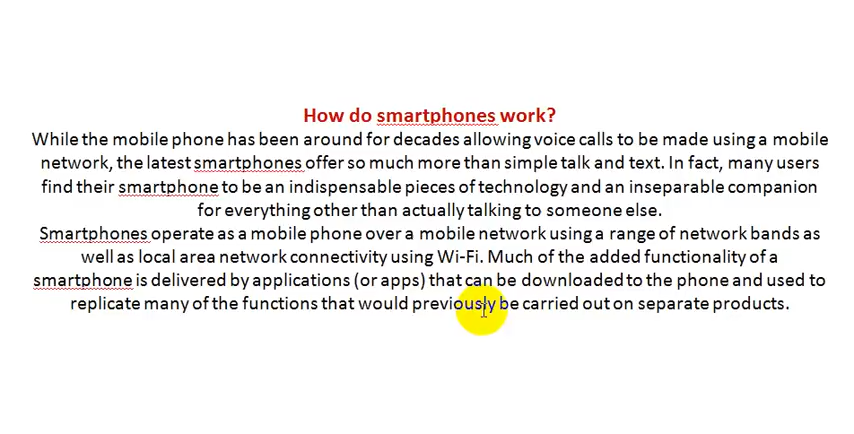 How do smartphones work?
While the mobile phone has been around for decades allowing voice calls to be made using a mobile
network, the latest smartphones offer so much more than simple talk and text. In fact, many users
find their smartphone to be an indispensable pieces of technology and an inseparable companion
for everything other than actually talking to someone else.
Smartphones operate as a mobile phone over a mobile network using a range of network bands as
well as local area network connectivity using Wi-Fi. Much of the added functionality of a
smartphone is delivered by applications (or apps) that can be downloaded to the phone and used to
replicate many of the functions that would previously be carried out on separate products.